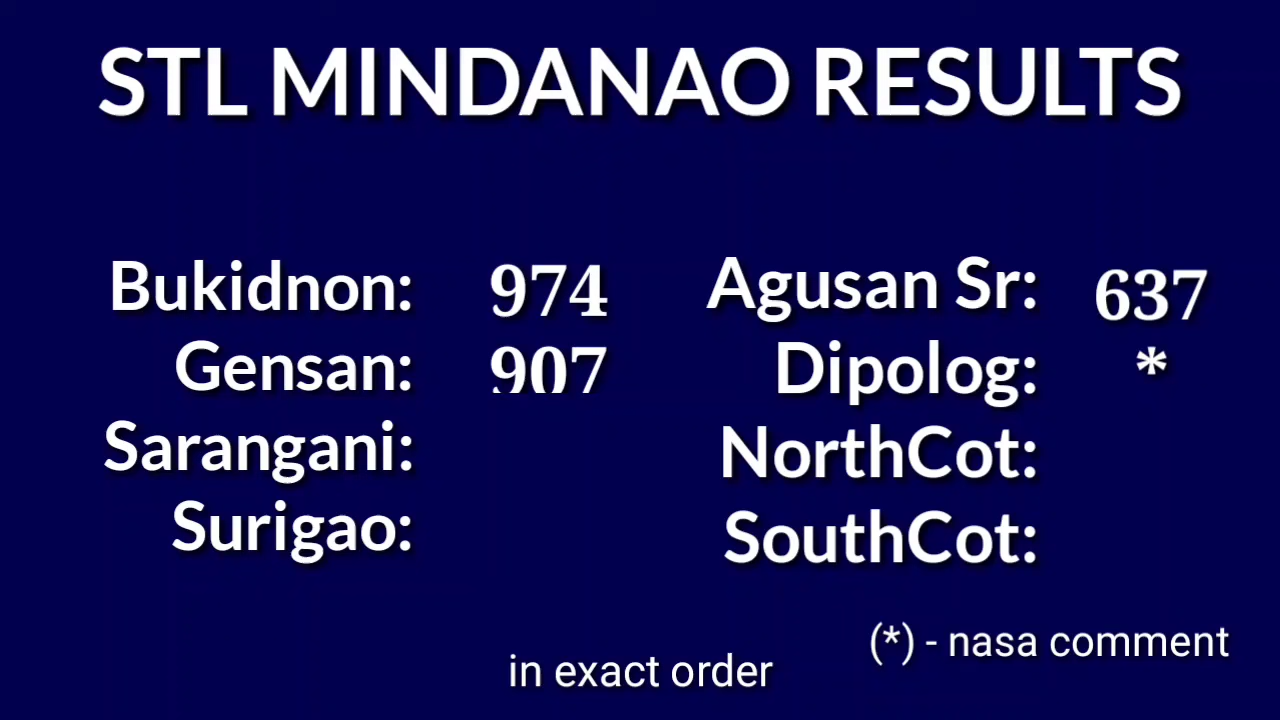 STL MINDANAO RESULTS
Bukidnon: 974
Gensan: 907
Sarangani:
Surigao:
Agusan Sr: 637
Dipolog: *
NorthCot:
SouthCot:
(*) - nasa comment
in exact order